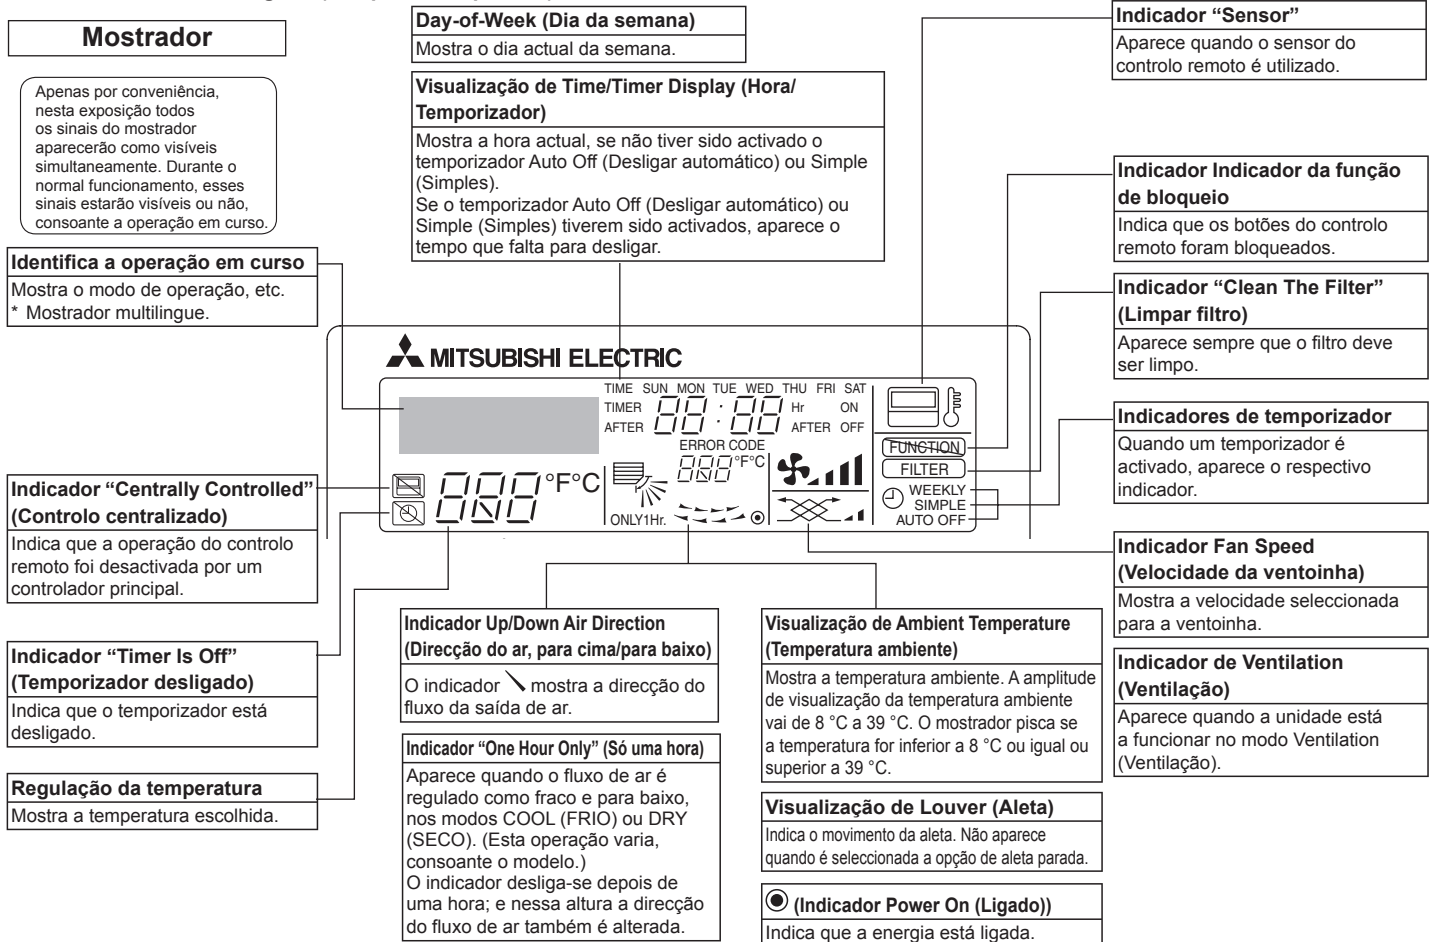 Mostrador
Apenas por conveniência,
nesta exposição todos
os sinais do mostrador
aparecerão como visíveis
simultaneamente. Durante o
normal funcionamento, esses
sinais estarão visíveis ou não,
consoante a operação em curso.
Identifica a operação em curso
Mostra o modo de operação, etc.
* Mostrador multilingue.
Indicador “Centrally Controlled”
(Controlo centralizado)
Indica que a operação do controlo
remoto foi desactivada por um
controlador principal.
Indicador “Timer Is Off”
(Temporizador desligado)
Indica que o temporizador está
desligado.
Regulação da temperatura
Mostra a temperatura escolhida.
Day-of-Week (Dia da semana)
Mostra o dia actual da semana.
Visualização de Time/Timer Display (Hora/
Temporizador)
Mostra a hora actual, se não tiver sido activado o
temporizador Auto Off (Desligar automático) ou Simple
(Simples).
Se o temporizador Auto Off (Desligar automático) ou
Simple (Simples) tiverem sido activados, aparece o
tempo que falta para desligar.
MITSUBISHI ELECTRIC
TIME SUN MON TUE WED THU FRI SAT
TIMER 88:88 Hr ON
AFTER AFTER OFF
ERROR CODE
888 °F°C
888 °F°C
ONLY1Hr.
FUNCTION
FILTER
WEEKLY
SIMPLE
AUTO OFF
Indicador Up/Down Air Direction
(Direcção do ar, para cima/para baixo)
O indicador mostra a direcção do
fluxo da saída de ar.
Indicador “One Hour Only” (Só uma hora)
Aparece quando o fluxo de ar é
regulado como fraco e para baixo,
nos modos COOL (FRIO) ou DRY
(SECO). (Esta operação varia,
consoante o modelo.)
O indicador desliga-se depois de
uma hora; e nessa altura a direcção
do fluxo de ar também é alterada.
Visualização de Ambient Temperature
(Temperatura ambiente)
Mostra a temperatura ambiente. A amplitude
de visualização da temperatura ambiente
vai de 8 °C a 39 °C. O mostrador pisca se
a temperatura for inferior a 8 °C ou igual ou
superior a 39 °C.
Visualização de Louver (Aleta)
Indica o movimento da aleta. Não aparece
quando é seleccionada a opção de aleta parada.
(Indicador Power On (Ligado))
Indica que a energia está ligada.
Indicador “Sensor”
Aparece quando o sensor do
controlo remoto é utilizado.
Indicador Indicador da função
de bloqueio
Indica que os botões do controlo
remoto foram bloqueados.
Indicador “Clean The Filter”
(Limpar filtro)
Aparece sempre que o filtro deve
ser limpo.
Indicadores de temporizador
Quando um temporizador é
activado, aparece o respectivo
indicador.
Indicador Fan Speed
(Velocidade da ventoinha)
Mostra a velocidade seleccionada
para a ventoinha.
Indicador de Ventilation
(Ventilação)
Aparece quando a unidade está
a funcionar no modo Ventilation
(Ventilação).